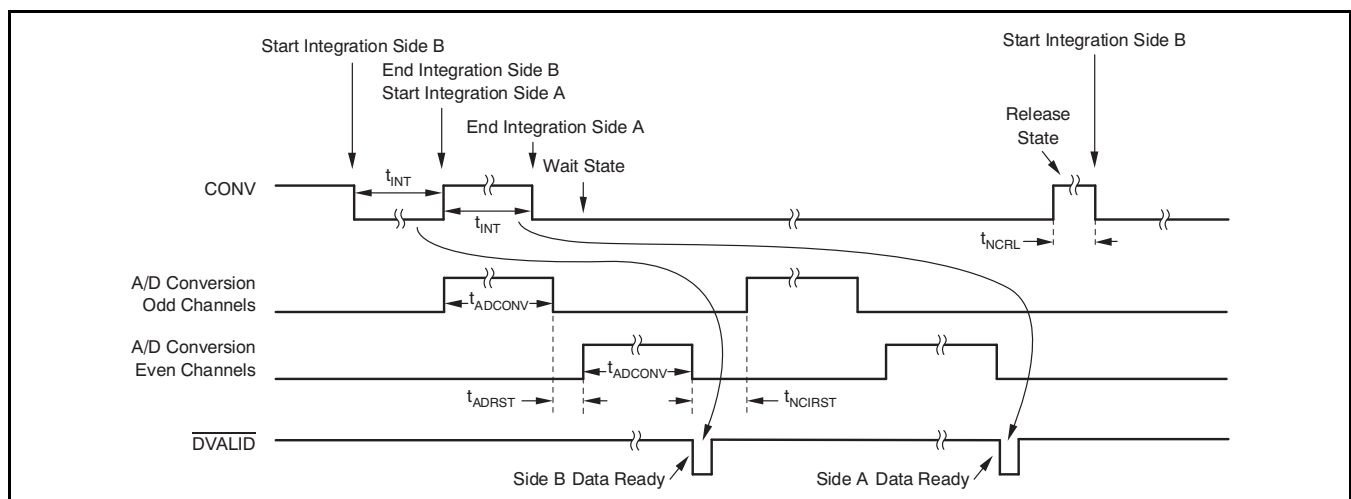 Start Integration Side B
End Integration Side B
Start Integration Side A
End Integration Side A
Wait State
Start Integration Side B
Release
State
CONV
tINT
tINT
tNCRL
A/D Conversion
Odd Channels
tADCONV
A/D Conversion
Even Channels
tADCONV
tADRST
tNCIRST
DVALID
Side B Data Ready
Side A Data Ready